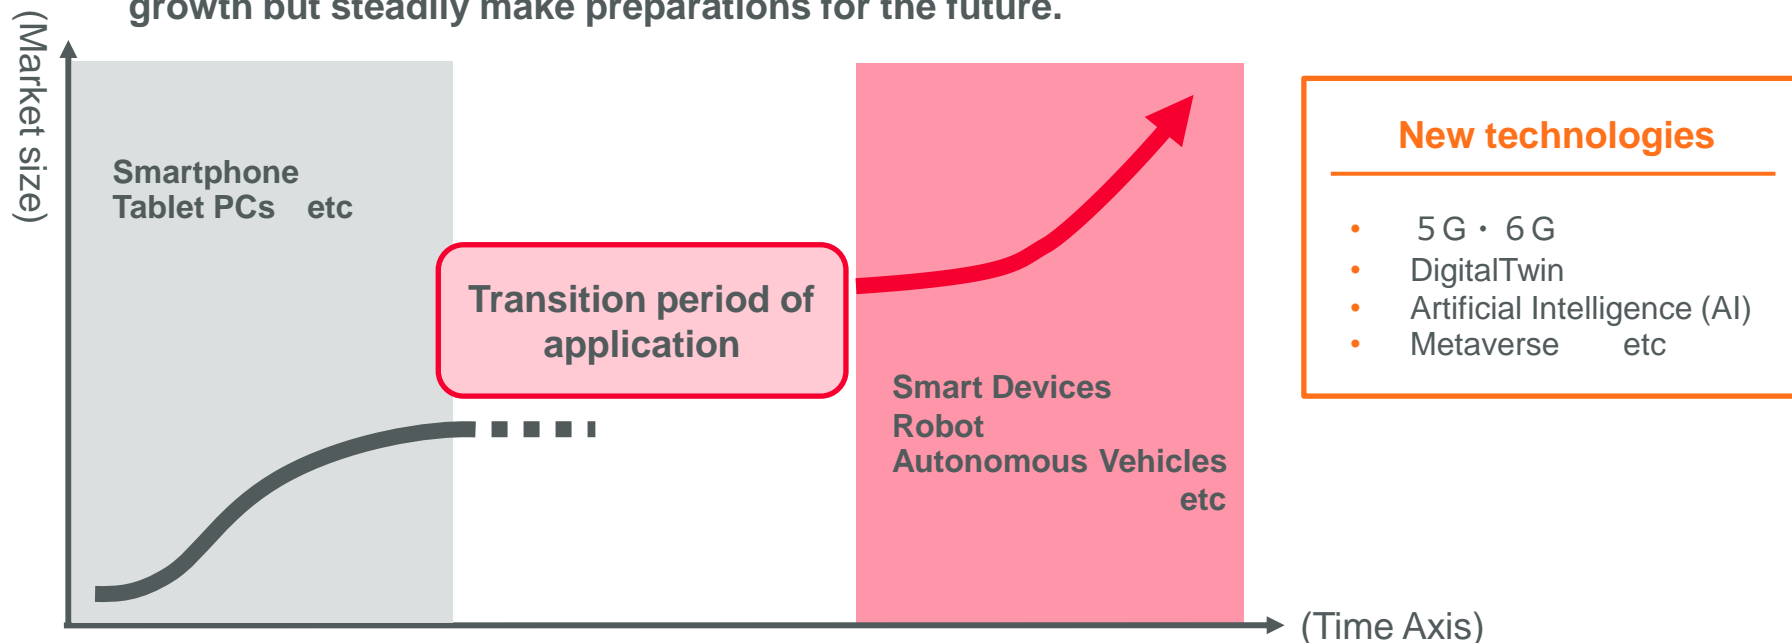 growth but steadily make preparations for the future.
(Market size)
Smartphone
Tablet PCs etc
Transition period of
application
Smart Devices
Robot
Autonomous Vehicles
etc
(Time Axis)
New technologies
• ５G・６G
• DigitalTwin
• Artificial Intelligence (AI)
• Metaverse etc